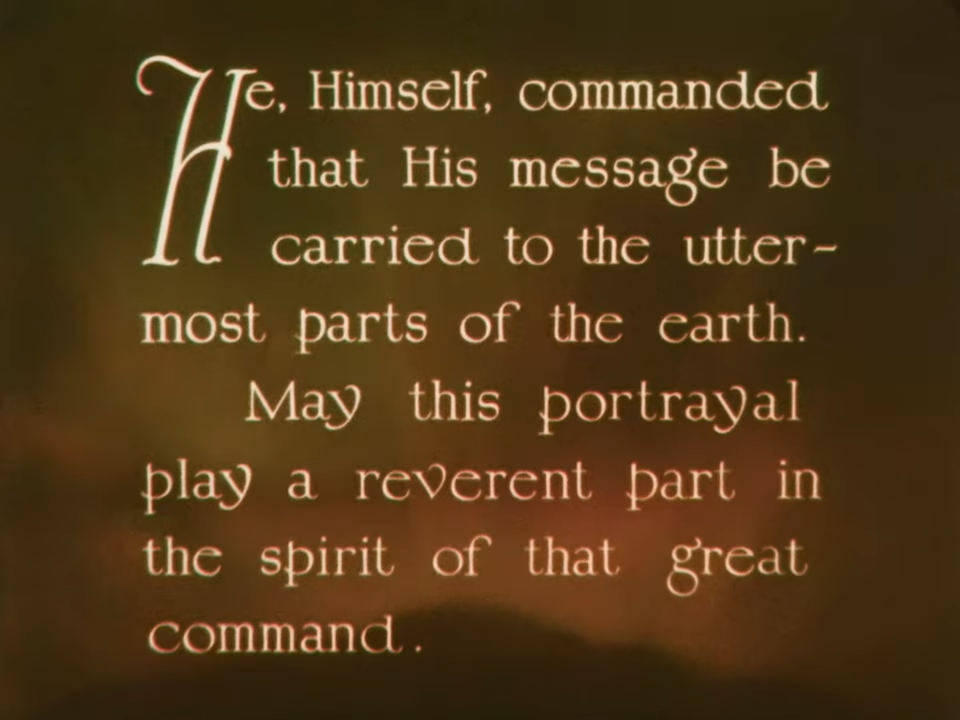 He, Himself, commanded
that His message be
carried to the utter-
most parts of the earth.
May this portrayal
play a reverent part in
the spirit of that great
command.